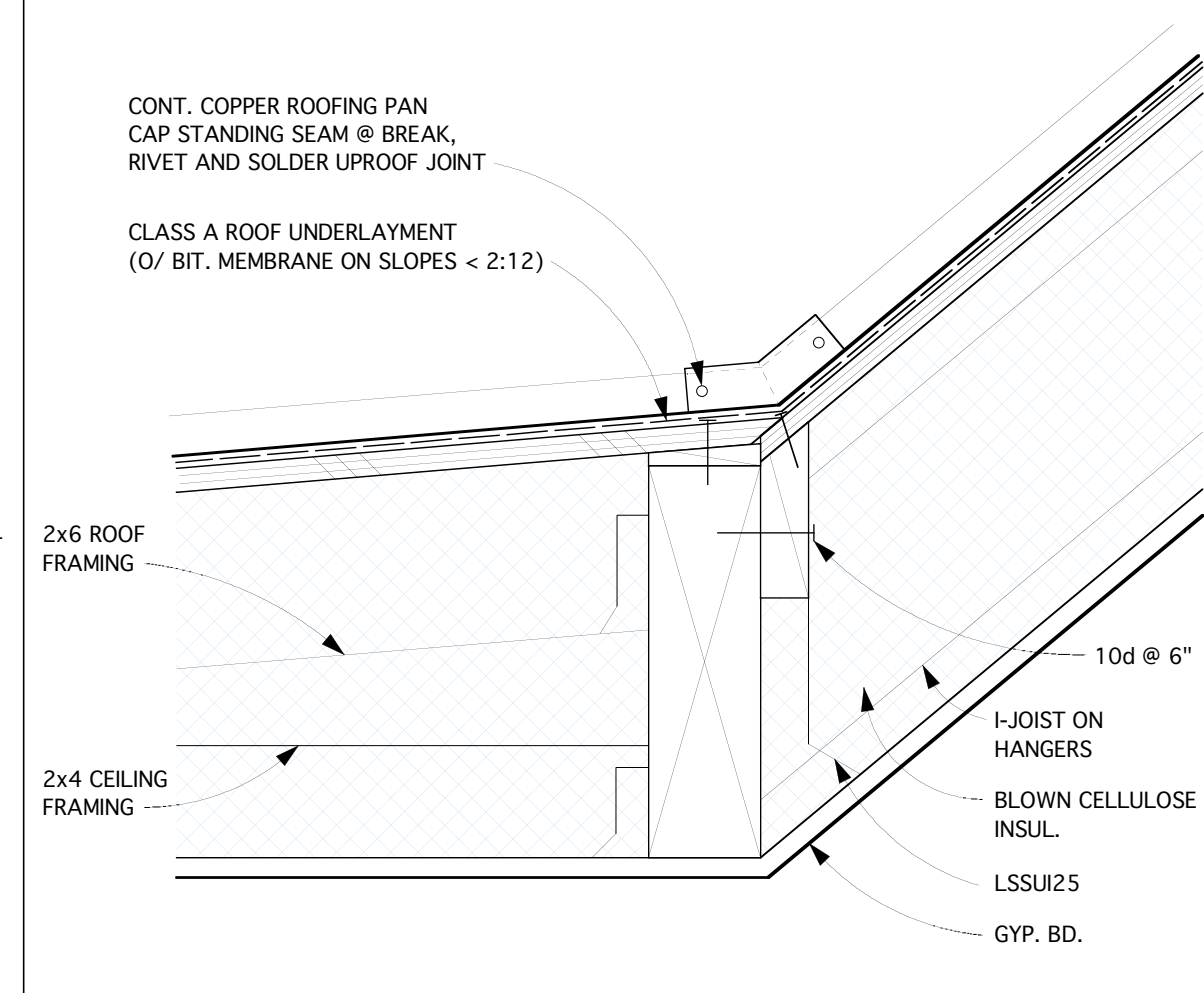 CONT. COPPER ROOFING PAN
CAP STANDING SEAM @ BREAK,
RIVET AND SOLDER UPROOF JOINT
CLASS A ROOF UNDERLAYMENT
(O/ BIT. MEMBRANE ON SLOPES < 2:12)
2x6 ROOF
FRAMING
2x4 CEILING
FRAMING
10d @ 6"
I-JOIST ON
HANGERS
BLOWN CELLULOSE
INSUL.
LSSUI25
GYP. BD.